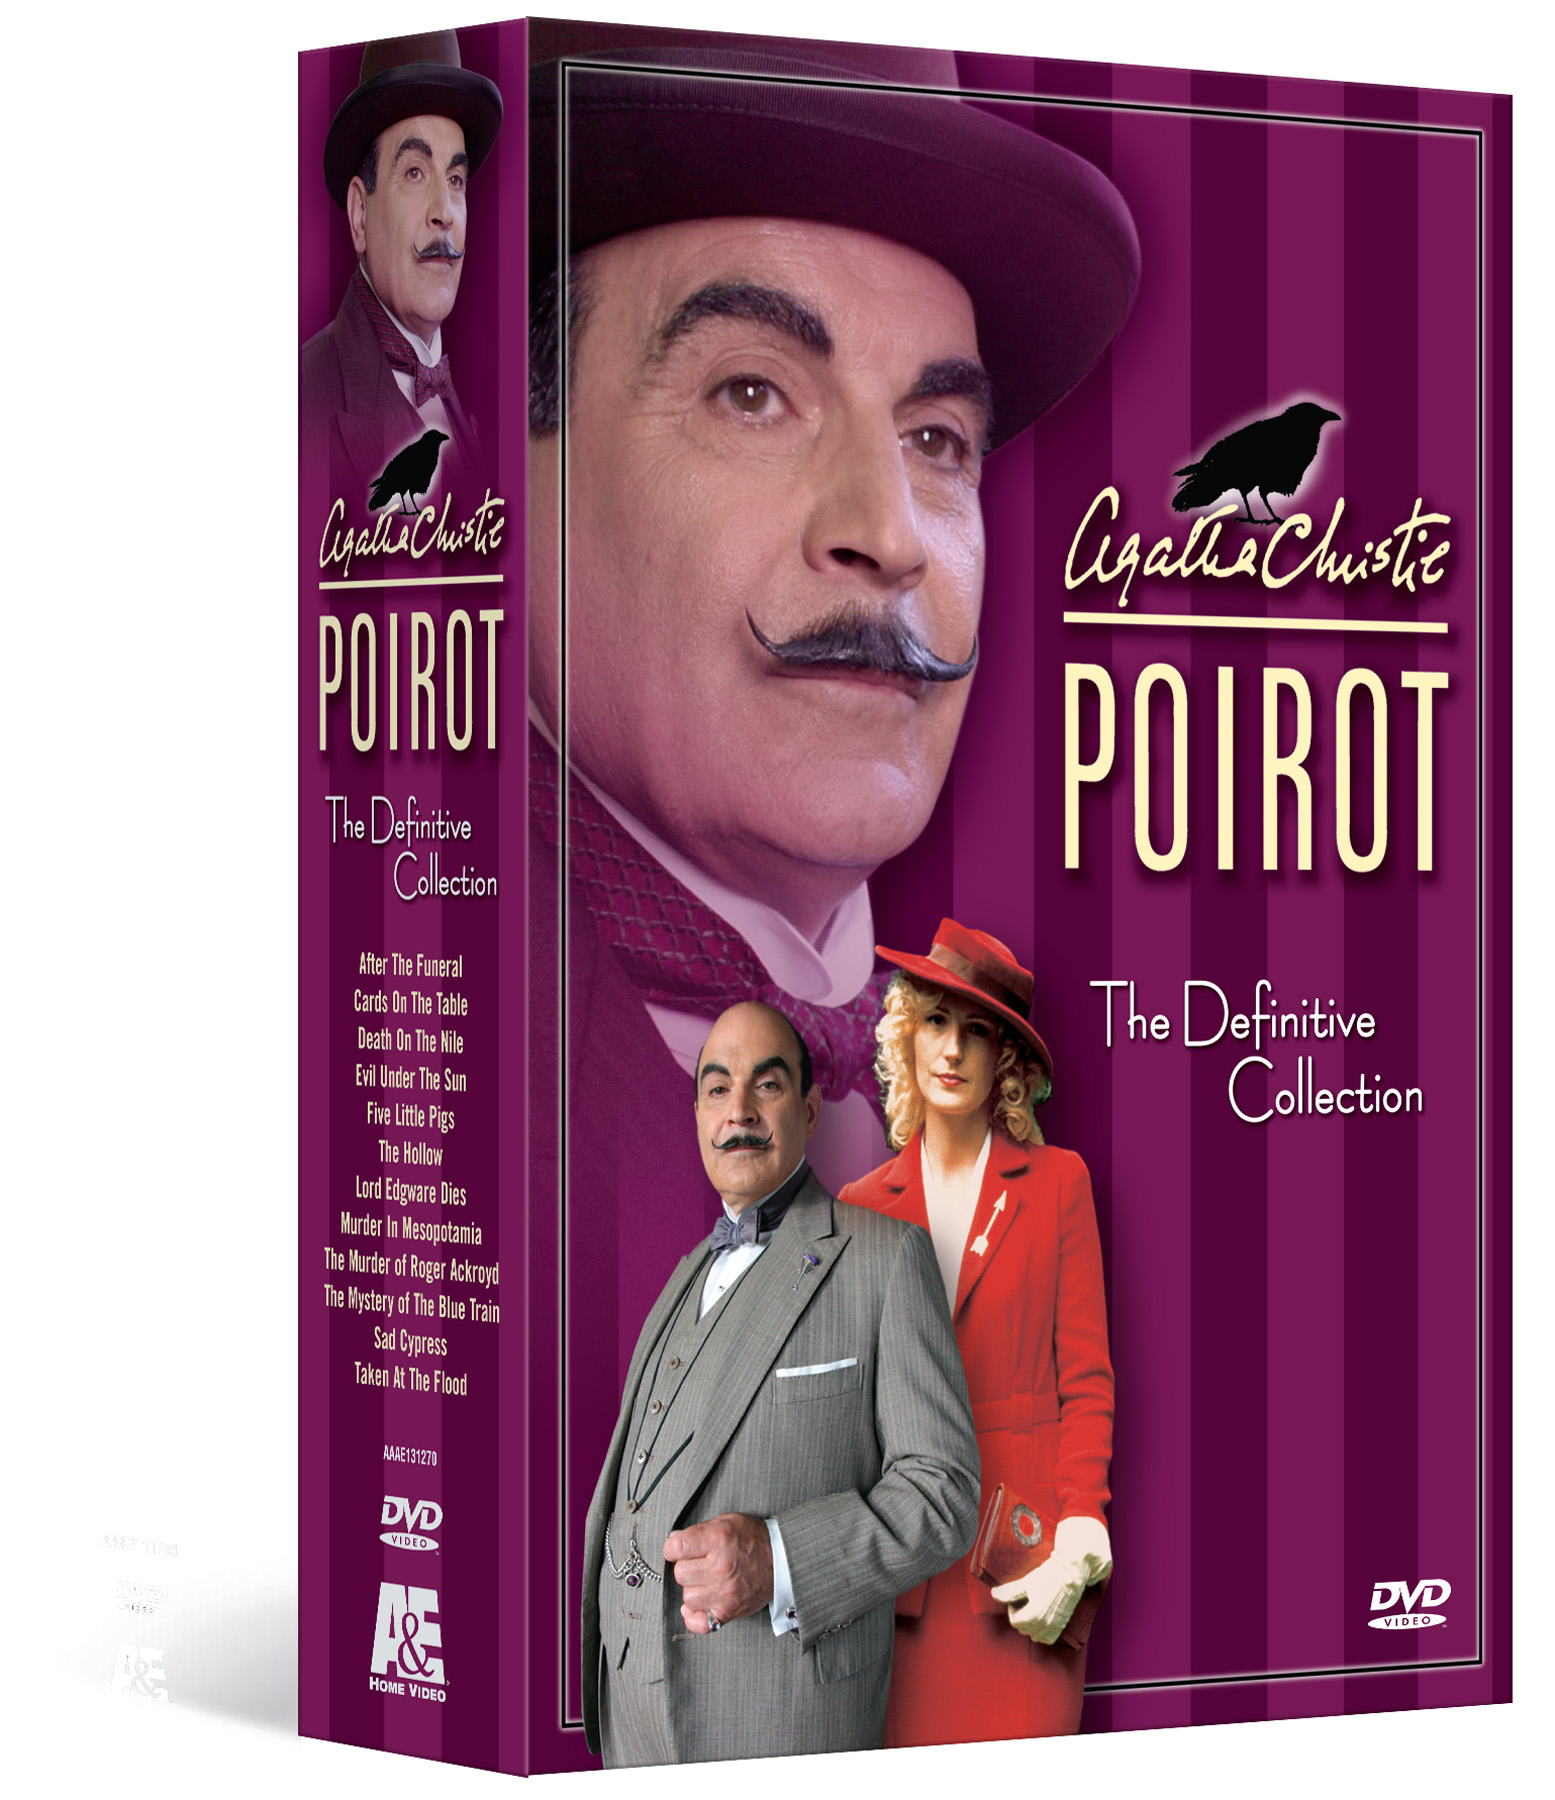 Agatha Christie
POIROT
The Definitive
Collection
After The Funeral
Cards On The Table
Death On The Nile
Evil Under The Sun
Five Little Pigs
The Hollow
Lord Edgware Dies
Murder In Mesopotamia
The Murder of Roger Ackroyd
The Mystery of The Blue Train
Sad Cypress
Taken At The Flood
AAAE131270
DVD
VIDEO
A&E
HOME VIDEO
Agatha Christie
POIROT
The Definitive
Collection
DVD
VIDEO
DVD
A&E